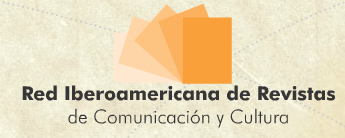 Red Iberoamericana de Revistas
de Comunicación y Cultura